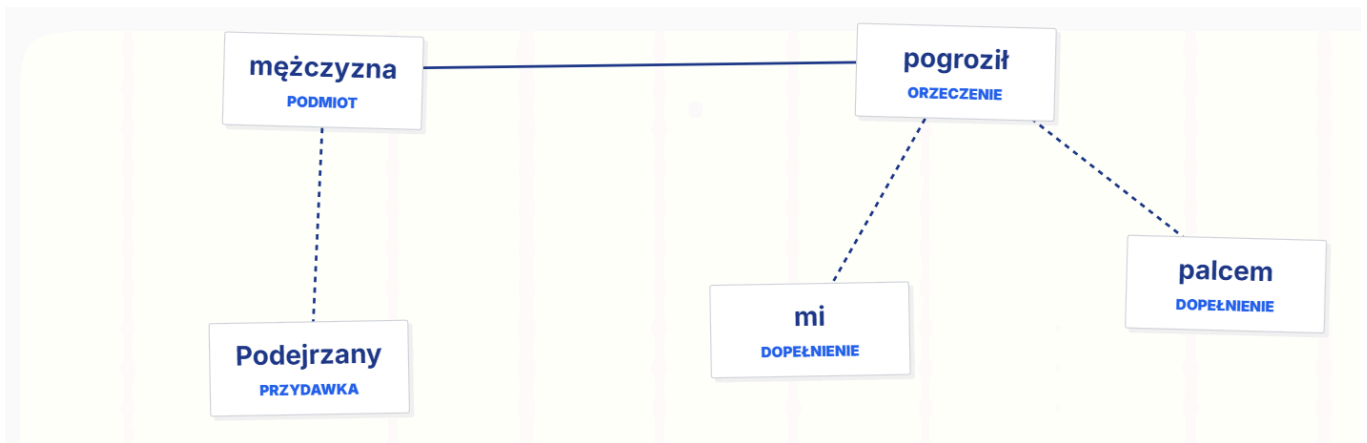 mężczyzna
PODMIOT
pogroził
ORZECZENIE
Podejrzany
PRZYDAWKA
mi
DOPEŁNIENIE
palcem
DOPEŁNIENIE